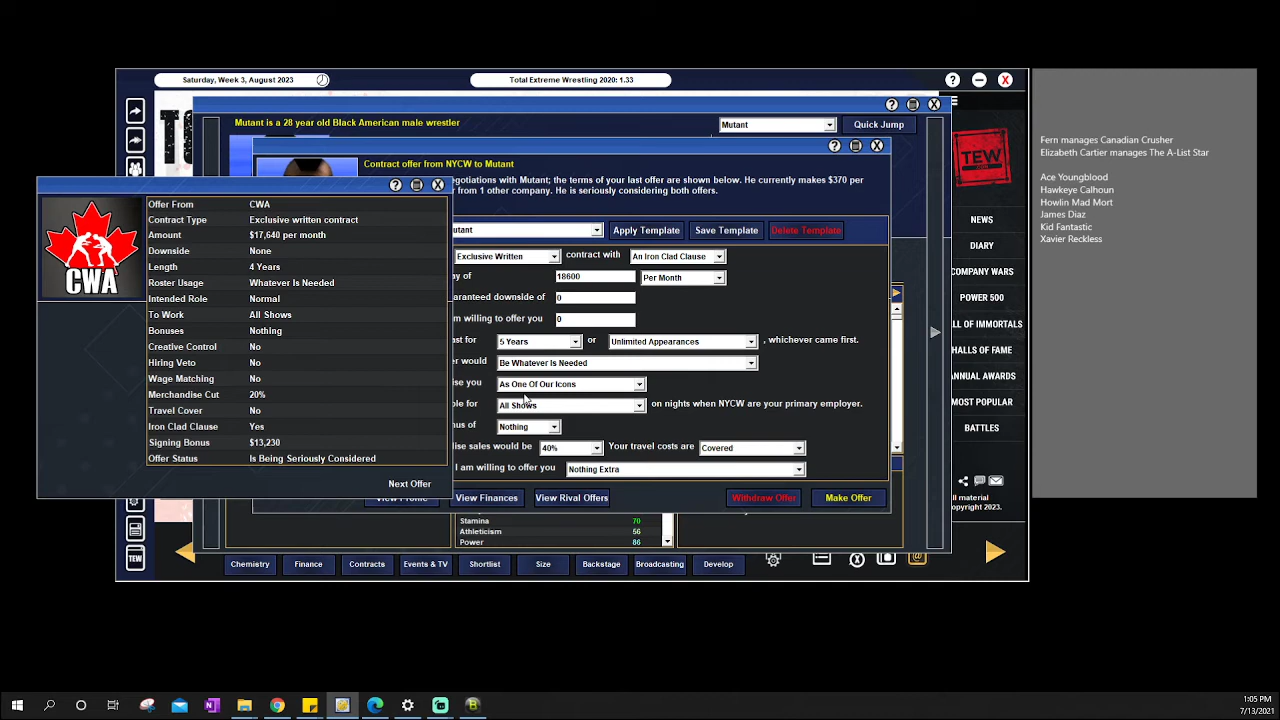 Saturday, Week 3, August 2023
Total Extreme Wrestling 2020: 1.33
Mutant is a 28 year old Black American male wrestler
Mutant
Quick Jump
Contract offer from NYCW to Mutant
negotiations with Mutant; the terms of your last offer are shown below. He currently makes $370 per
from 1 other company. He is seriously considering both offers.
utant
Apply Template
Save Template
Delete Template
Exclusive Written
contract with
An Iron Clad Clause
y of
18600
Per Month
aranteed downside of
0
m willing to offer you
0
st for
5 Years
or
Unlimited Appearances
, whichever came first.
er would
Be Whatever Is Needed
se you
As One Of Our Icons
le for
All Shows
on nights when NYCW are your primary employer.
nus of
Nothing
ise sales would be
40%
Your travel costs are
Covered
I am willing to offer you
Nothing Extra
View Profile
View Finances
View Rival Offers
Withdraw Offer
Make Offer
Offer From CWA
Contract Type Exclusive written contract
Amount $17,640 per month
Downside None
Length 4 Years
Roster Usage Whatever Is Needed
Intended Role Normal
To Work All Shows
Bonuses Nothing
Creative Control No
Hiring Veto No
Wage Matching No
Merchandise Cut 20%
Travel Cover No
Iron Clad Clause Yes
Signing Bonus $13,230
Offer Status Is Being Seriously Considered
Next Offer
CWA
Stamina 70
Athleticism 56
Power 86
Chemistry
Finance
Contracts
Events & TV
Shortlist
Size
Backstage
Broadcasting
Develop
TEW
NEWS
DIARY
COMPANY WARS
POWER 500
LL OF IMMORTALS
HALLS OF FAME
MOST POPULAR
BATTLES
ll material
opyright 2023.
TEW
Fern manages Canadian Crusher
Elizabeth Cartier manages The A-List Star
Ace Youngblood
Hawkeye Calhoun
Howlin Mad Mort
James Diaz
Kid Fantastic
Xavier Reckless
1:05 PM
7/13/2021